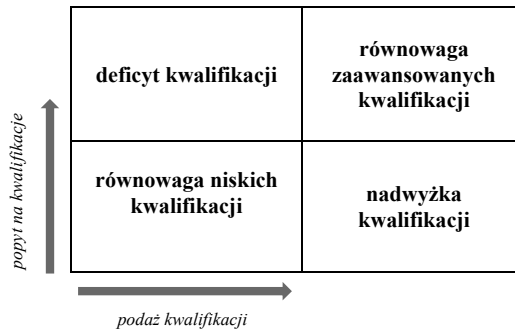 deficyt kwalifikacji
równowaga
zaawansowanych
kwalifikacji
równowaga niskich
kwalifikacji
nadwyżka
kwalifikacji
popyt na kwalifikacje
podaż kwalifikacji